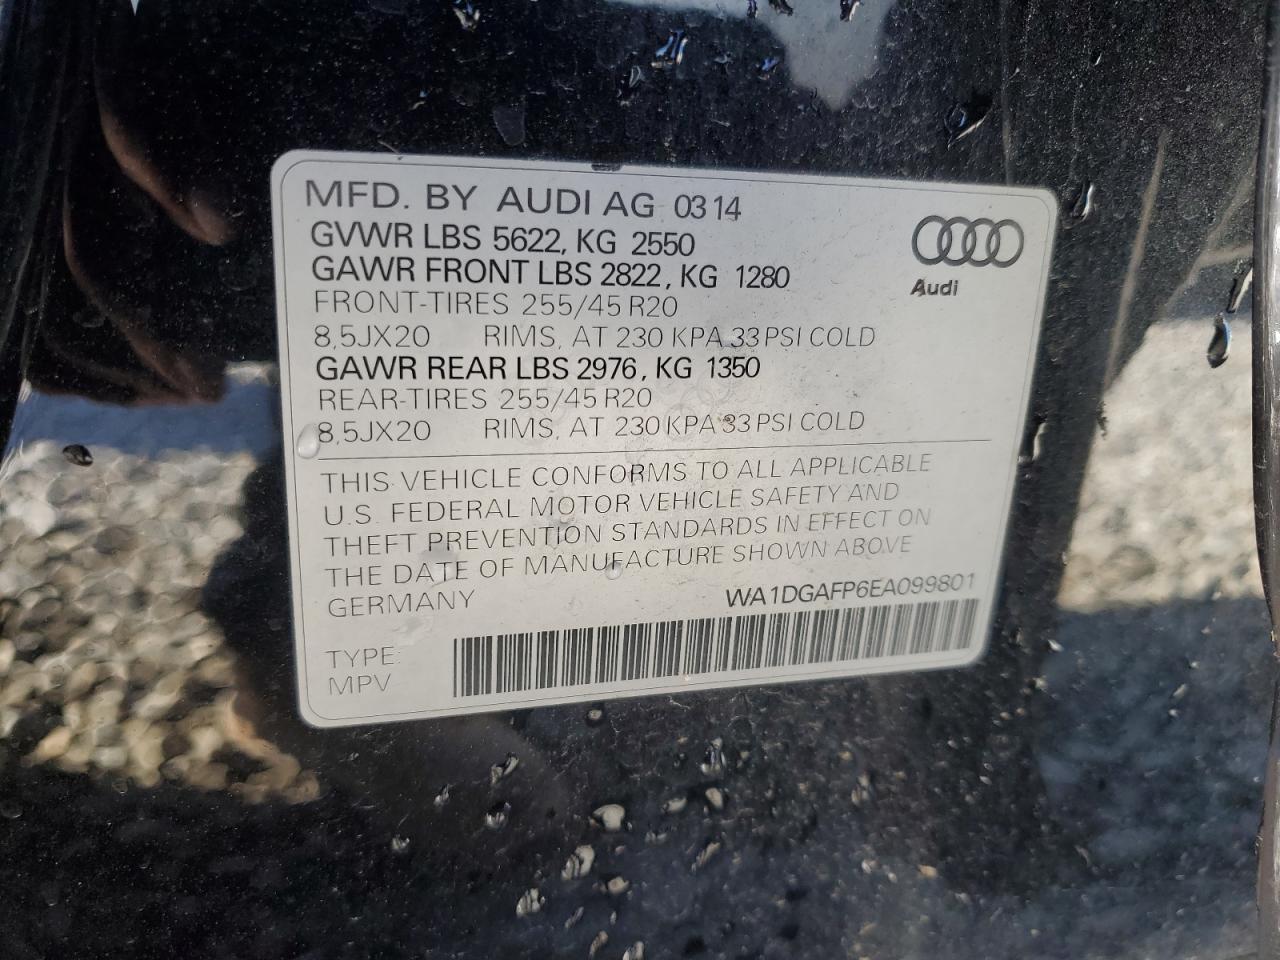 MFD. BY AUDI AG 03 14
GVWR LBS 5622, KG 2550
GAWR FRONT LBS 2822, KG 1280
FRONT-TIRES 255/45 R20
8,5JX20 RIMS, AT 230 KPA 33 PSI COLD
GAWR REAR LBS 2976, KG 1350
REAR-TIRES 255/45 R20
8,5JX20 RIMS, AT 230 KPA 33 PSI COLD
Audi
THIS VEHICLE CONFORMS TO ALL APPLICABLE
U.S. FEDERAL MOTOR VEHICLE SAFETY AND
THEFT PREVENTION STANDARDS IN EFFECT ON
THE DATE OF MANUFACTURE SHOWN ABOVE
GERMANY WA1DGAFP6EA099801
TYPE:
MPV